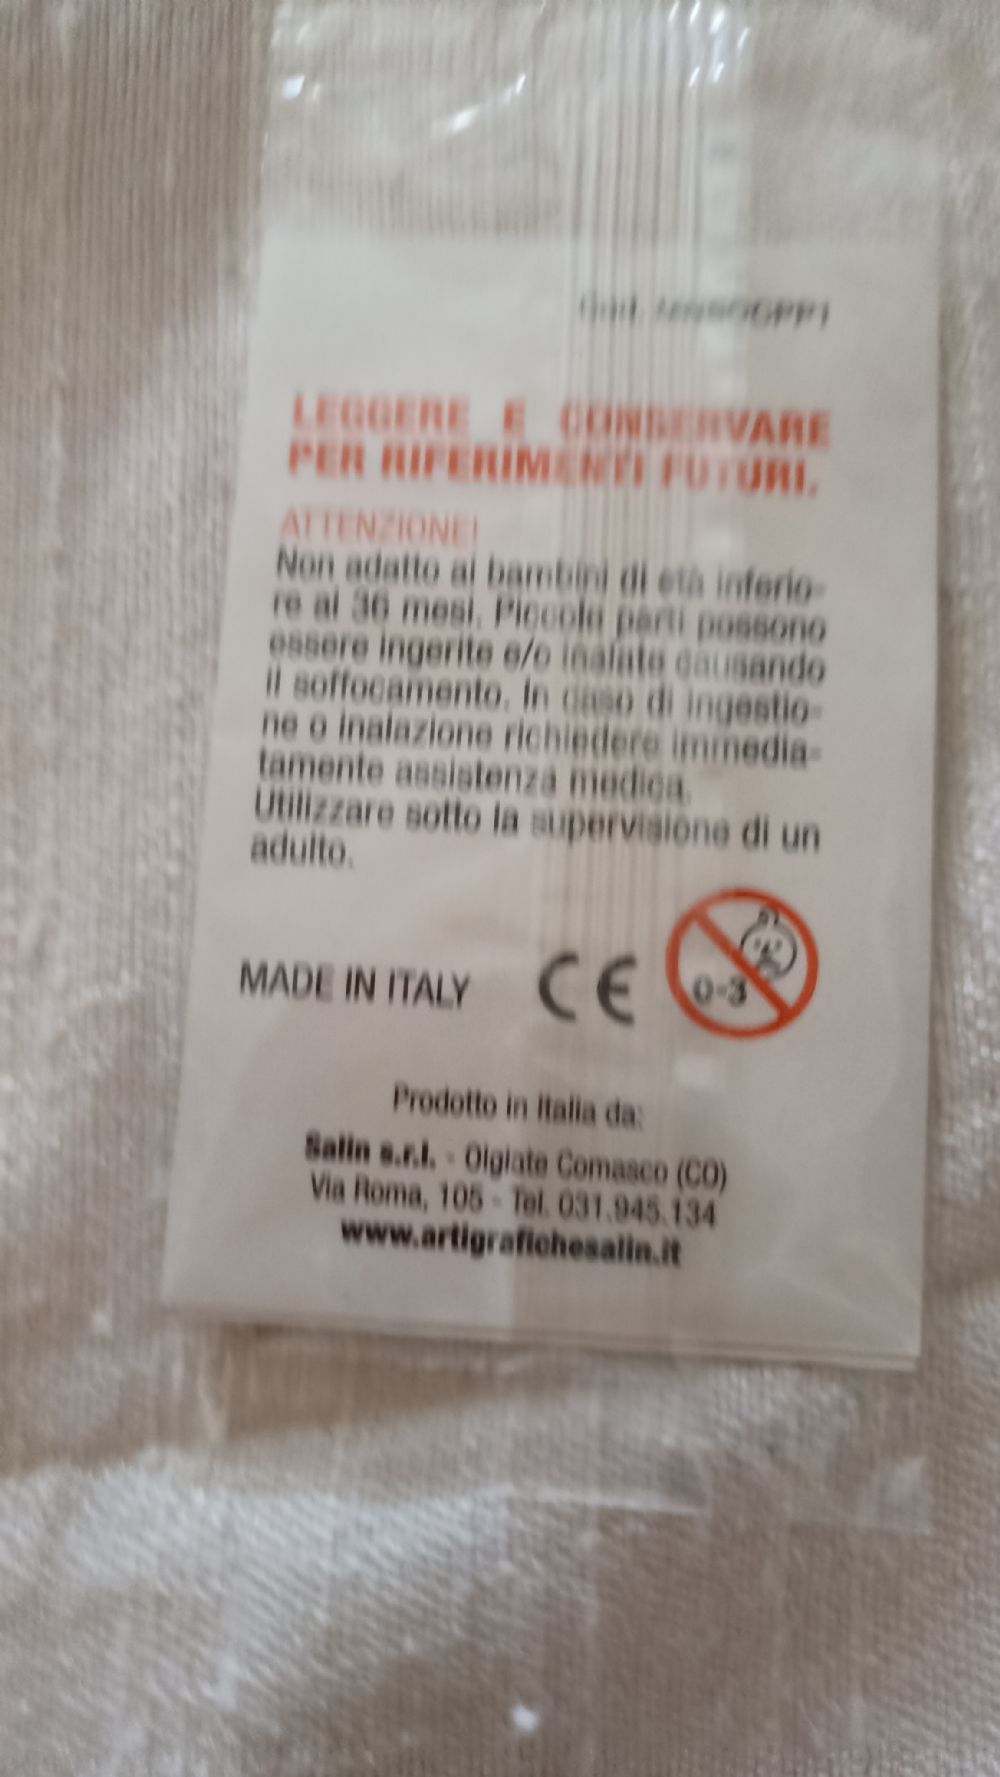 Cod.
LEGGERE E CONSERVARE
PER RIFERIMENTI FUTURI.
ATTENZIONE!
Non adatto ai bambini di età inferio-
re ai 36 mesi. Piccole parti possono
essere ingerite e/o inalate causando
il soffocamento. In caso di ingestio-
ne o inalazione richiedere immedia-
tamente assistenza medica.
Utilizzare sotto la supervisione di un
adulto.
MADE IN ITALY CE 0-3
Prodotto in Italia da:
Salin s.r.l. - Olgiate Comasco (CO)
Via Roma, 105 - Tel. 031.945.134
www.artigrafichesalin.it